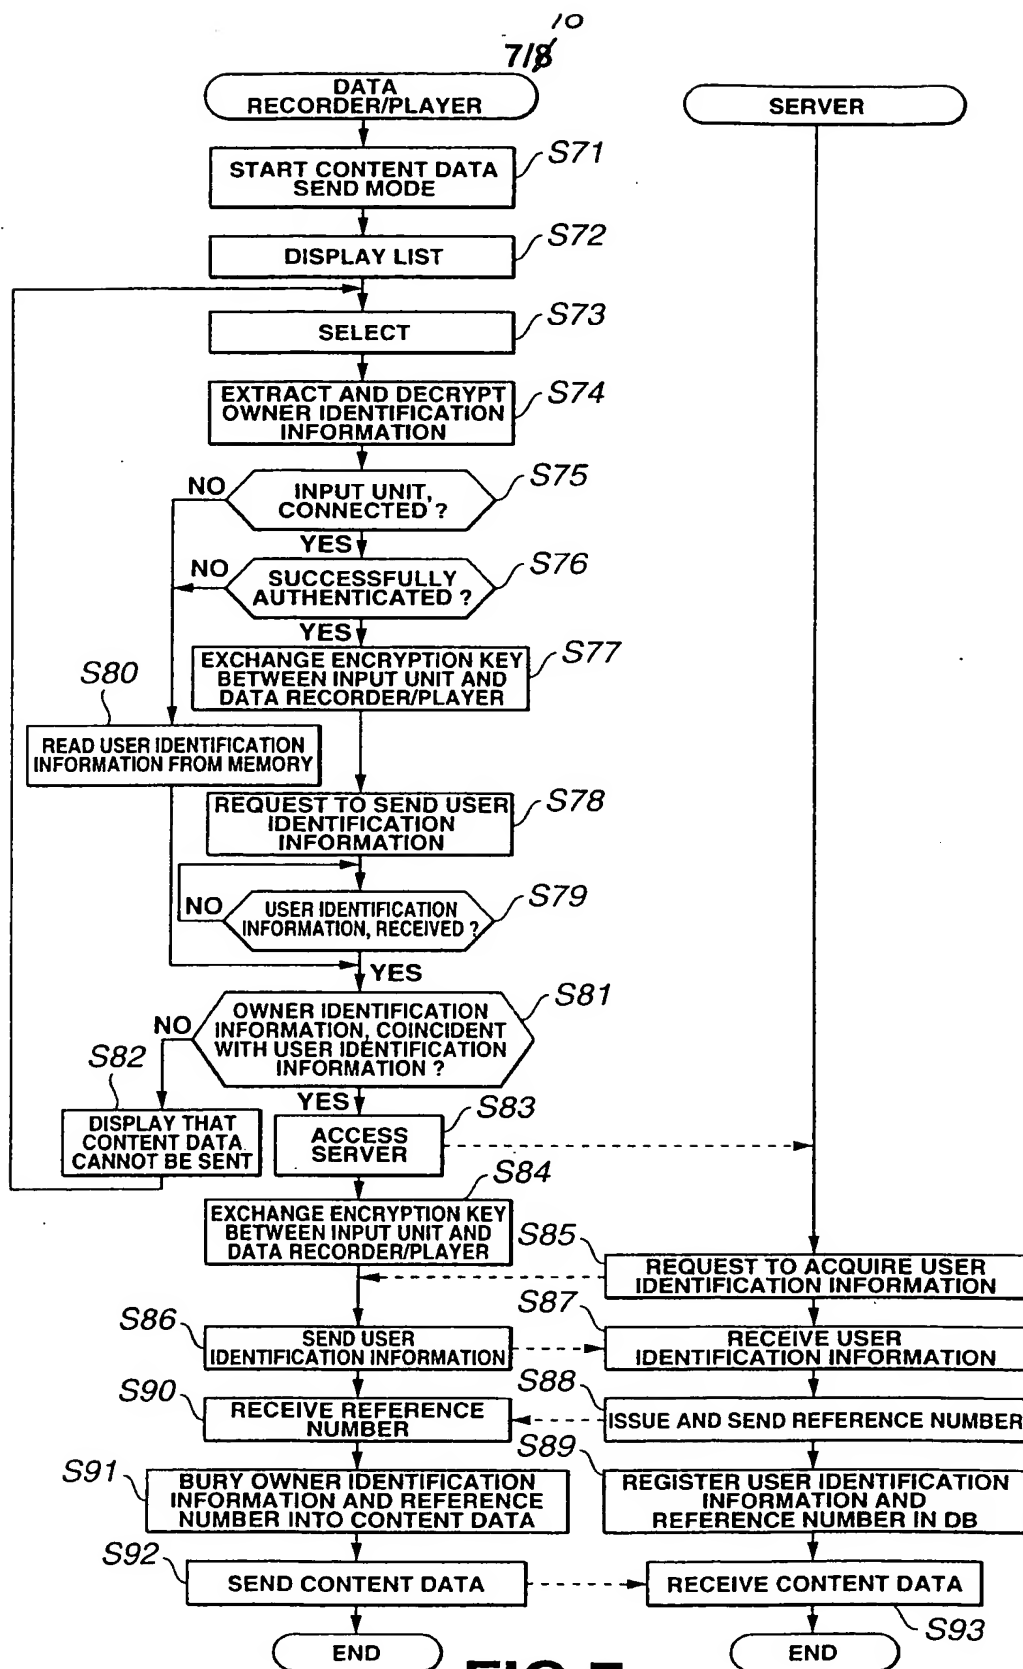 10
7/8
DATA
RECORDER/PLAYER
SERVER
S71
START CONTENT DATA
SEND MODE
S72
DISPLAY LIST
S73
SELECT
S74
EXTRACT AND DECRYPT
OWNER IDENTIFICATION
INFORMATION
S75
NO
INPUT UNIT,
CONNECTED ?
YES
S76
NO
SUCCESSFULLY
AUTHENTICATED ?
YES
S77
EXCHANGE ENCRYPTION KEY
BETWEEN INPUT UNIT AND
DATA RECORDER/PLAYER
S80
READ USER IDENTIFICATION
INFORMATION FROM MEMORY
S78
REQUEST TO SEND USER
IDENTIFICATION
INFORMATION
S79
NO
USER IDENTIFICATION
INFORMATION, RECEIVED ?
YES
S81
NO
OWNER IDENTIFICATION
INFORMATION, COINCIDENT
WITH USER IDENTIFICATION
INFORMATION ?
S82
YES
S83
DISPLAY THAT
CONTENT DATA
CANNOT BE SENT
ACCESS
SERVER
S84
EXCHANGE ENCRYPTION KEY
BETWEEN INPUT UNIT AND
DATA RECORDER/PLAYER
S85
REQUEST TO ACQUIRE USER
IDENTIFICATION INFORMATION
S86
SEND USER
IDENTIFICATION INFORMATION
S87
RECEIVE USER
IDENTIFICATION INFORMATION
S90
RECEIVE REFERENCE
NUMBER
S88
ISSUE AND SEND REFERENCE NUMBER
S91
BURY OWNER IDENTIFICATION
INFORMATION AND REFERENCE
NUMBER INTO CONTENT DATA
S89
REGISTER USER IDENTIFICATION
INFORMATION AND
REFERENCE NUMBER IN DB
S92
SEND CONTENT DATA
RECEIVE CONTENT DATA
S93
END
END